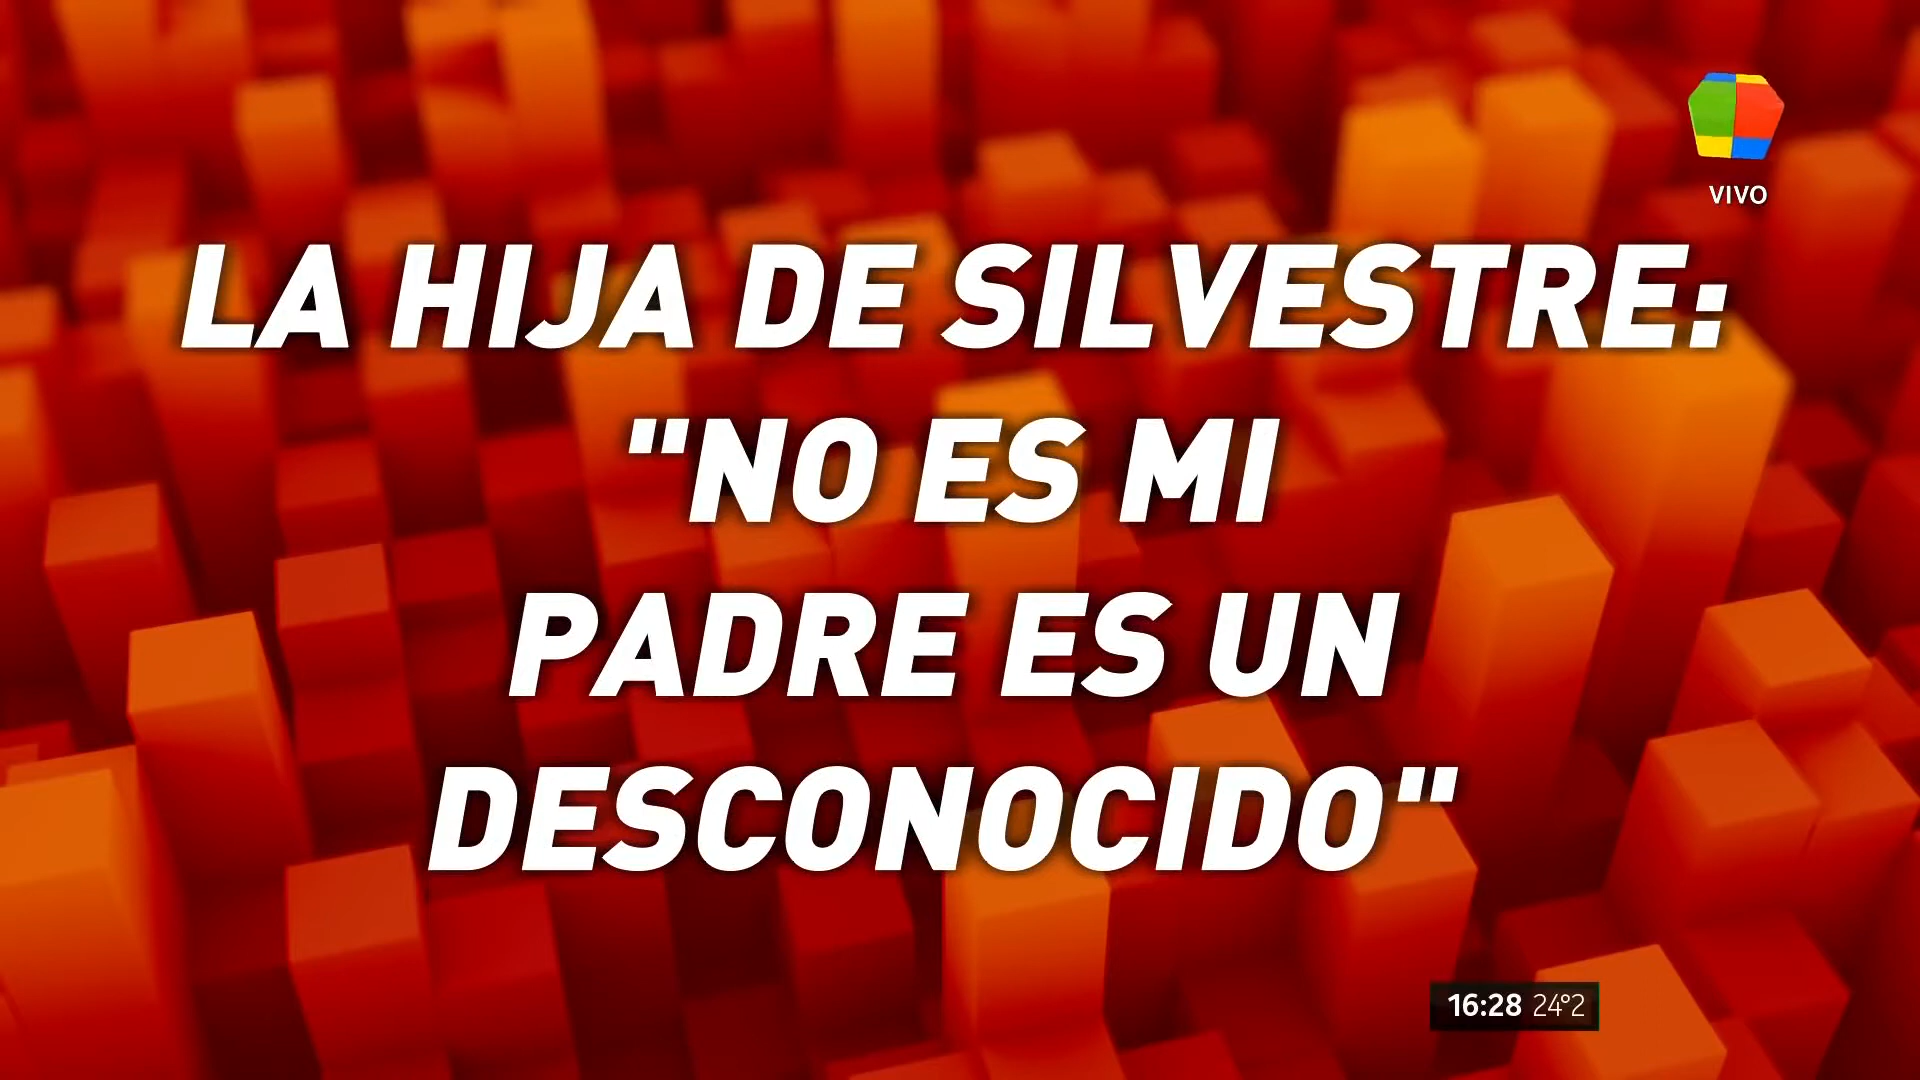 VIVO
LA HIJA DE SILVESTRE:
"NO ES MI
PADRE ES UN
DESCONOCIDO"
16:28 24°2